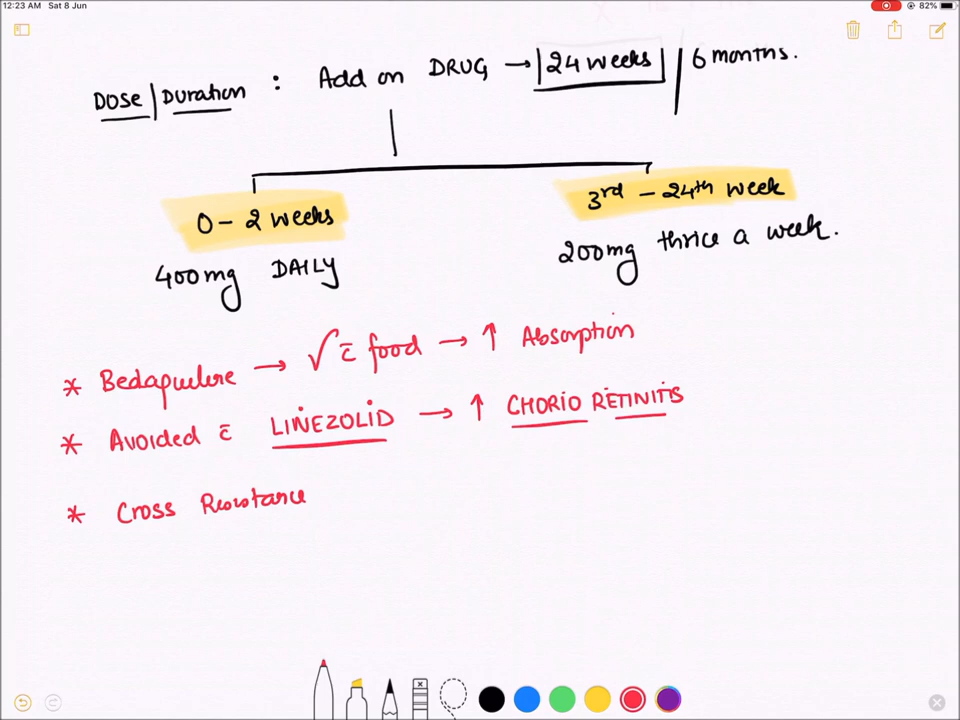 12:23 AM Sat 8 Jun
82%
Dose/Duration : Add on DRUG → 24 weeks / 6 months.
0 - 2 weeks
3rd - 24th week
400mg DAILY
200mg thrice a week.
* Bedaquiline → √ c̄ food → ↑ Absorption
* Avoided c̄ LINEZOLID → ↑ CHORIO RETINITIS
* Cross Resistance